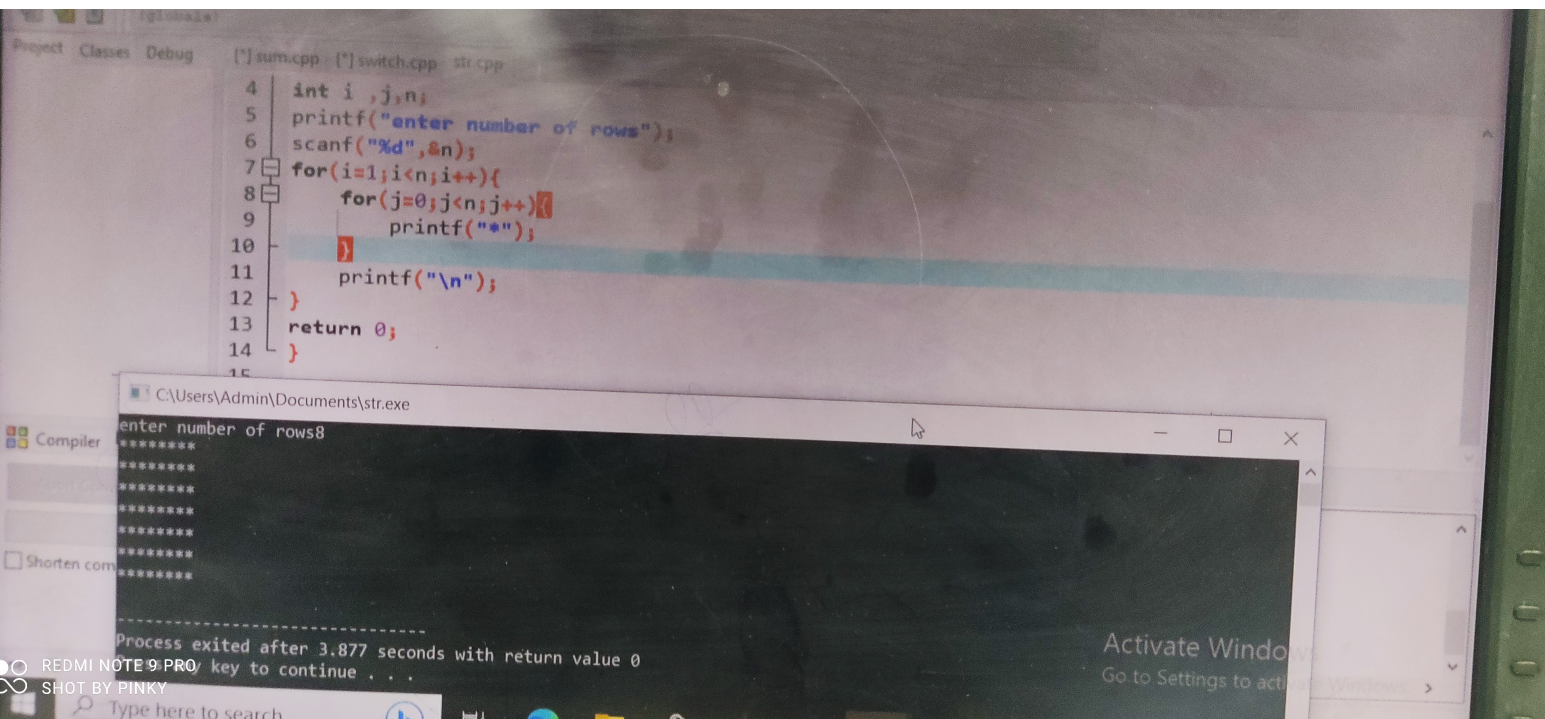 (globals)
Project Classes Debug
[*] sum.cpp [*] switch.cpp str.cpp
4 int i ,j,n;
5 printf("enter number of rows");
6 scanf("%d",&n);
7 for(i=1;i<n;i++){
8 for(j=0;j<n;j++){
9 printf("*");
10 }
11 printf("\n");
12 }
13 return 0;
14 }
15
C:\Users\Admin\Documents\str.exe
enter number of rows8
********
********
********
********
********
********
********
--------------------------------
Process exited after 3.877 seconds with return value 0
y key to continue . . .
Compiler
Shorten com
Activate Windo
Go to Settings to activate Windows
REDMI NOTE 9 PRO
SHOT BY PINKY
Type here to search